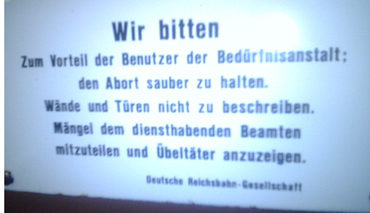 Wir bitten
Zum Vorteil der Benutzer der Bedürfnisanstalt;
den Abort sauber zu halten.
Wände und Türen nicht zu beschreiben.
Mängel dem diensthabenden Beamten
mitzuteilen und Übeltäter anzuzeigen.
Deutsche Reichsbahn-Gesellschaft